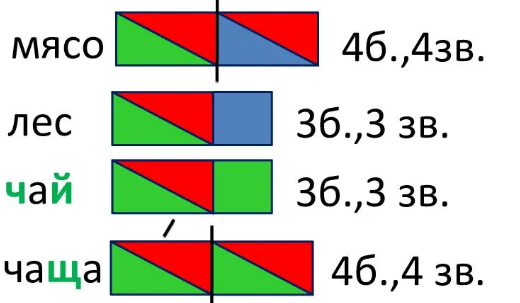 мясо 4б.,4зв.
лес 3б.,3 зв.
чай 3б.,3 зв.
чаща 4б.,4 зв.